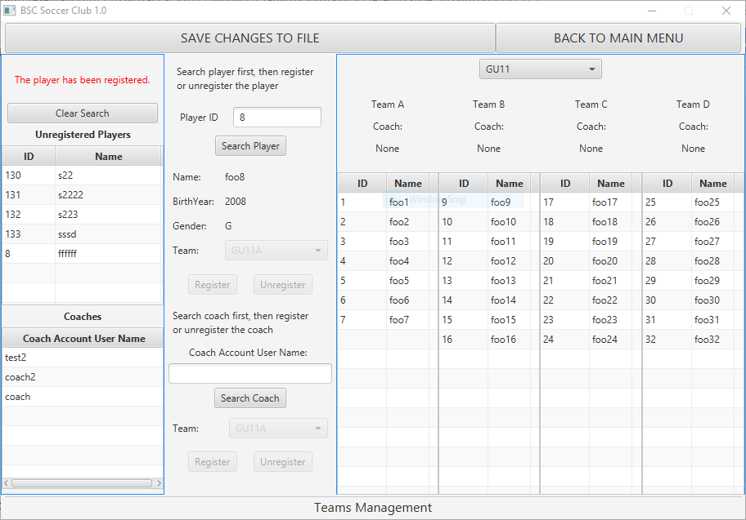 BSC Soccer Club 1.0
SAVE CHANGES TO FILE
BACK TO MAIN MENU
The player has been registered.
Clear Search
Unregistered Players
ID Name
130 s22
131 s2222
132 s223
133 sssd
8 ffffff
Coaches
Coach Account User Name
test2
coach2
coach
Search player first, then register
or unregister the player
Player ID 8
Search Player
Name: foo8
BirthYear: 2008
Gender: G
Team: GU11A
Register Unregister
Search coach first, then register
or unregister the coach
Coach Account User Name:
Search Coach
Team: GU11A
Register Unregister
GU11
Team A Team B Team C Team D
Coach: Coach: Coach: Coach:
None None None None
ID Name ID Name ID Name ID Name
1 foo1 9 foo9 17 foo17 25 foo25
2 foo2 10 foo10 18 foo18 26 foo26
3 foo3 11 foo11 19 foo19 27 foo27
4 foo4 12 foo12 20 foo20 28 foo28
5 foo5 13 foo13 21 foo21 29 foo29
6 foo6 14 foo14 22 foo22 30 foo30
7 foo7 15 foo15 23 foo23 31 foo31
16 foo16 24 foo24 32 foo32
Teams Management